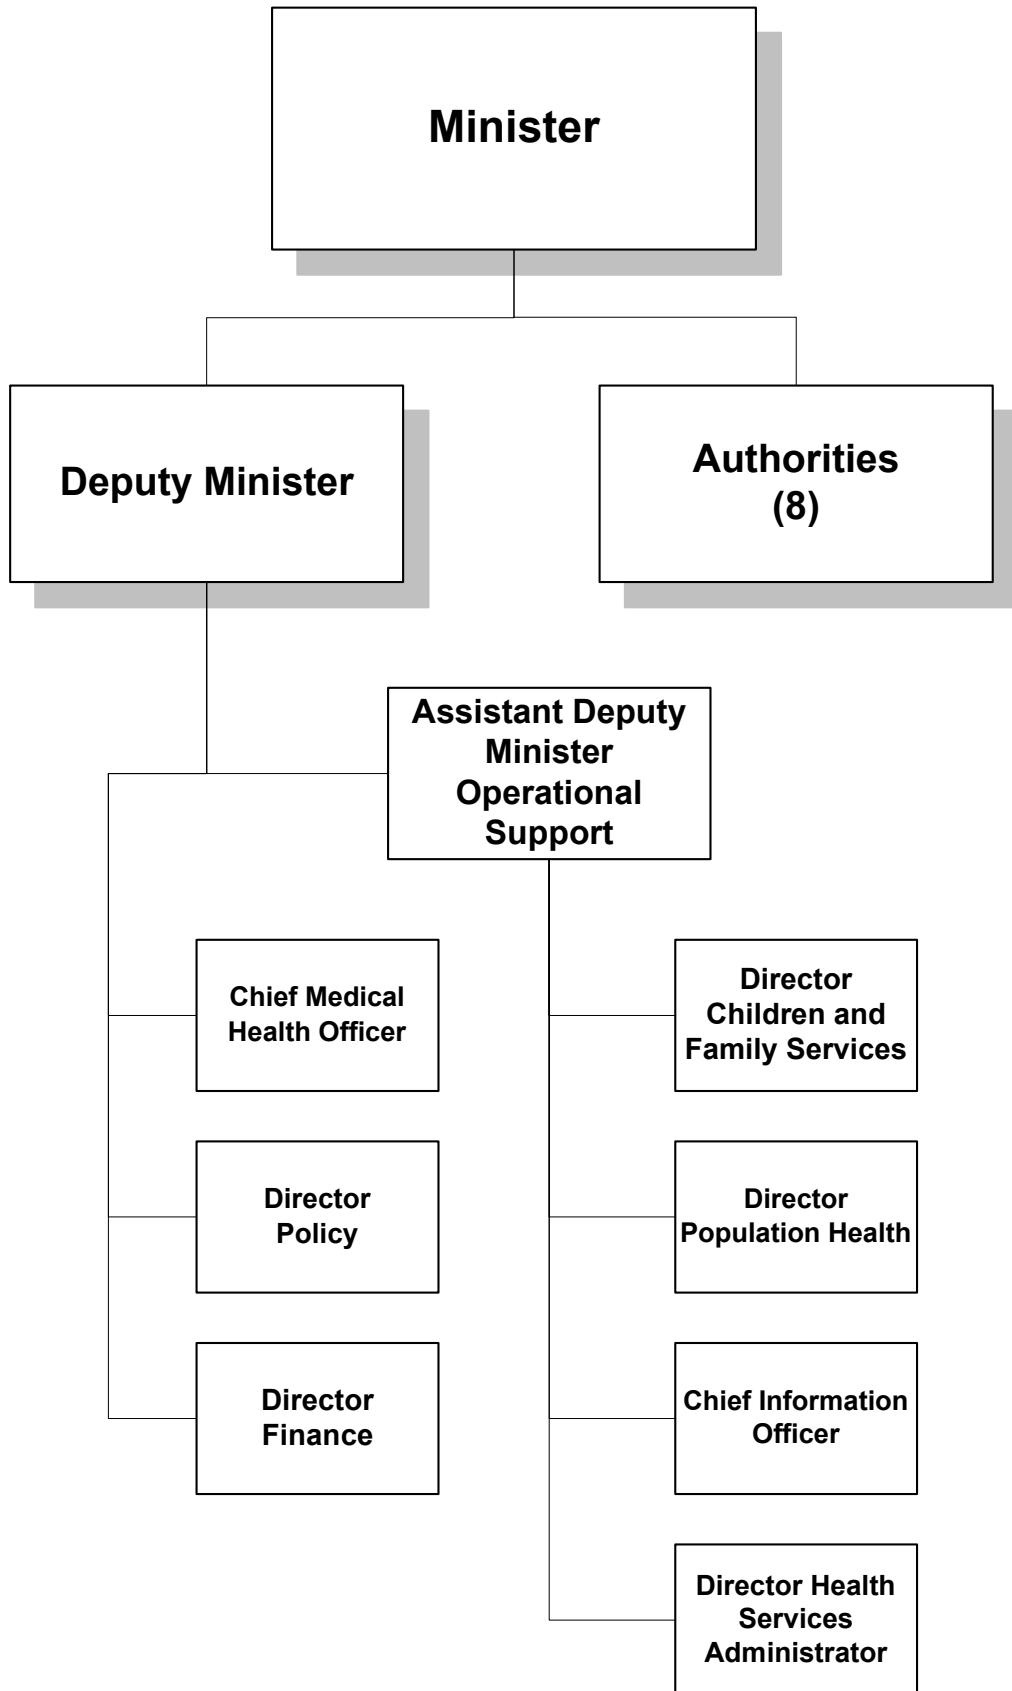 Minister
Deputy Minister
Authorities
(8)
Assistant Deputy
Minister
Operational
Support
Chief Medical
Health Officer
Director
Children and
Family Services
Director
Policy
Director
Population Health
Director
Finance
Chief Information
Officer
Director Health
Services
Administrator